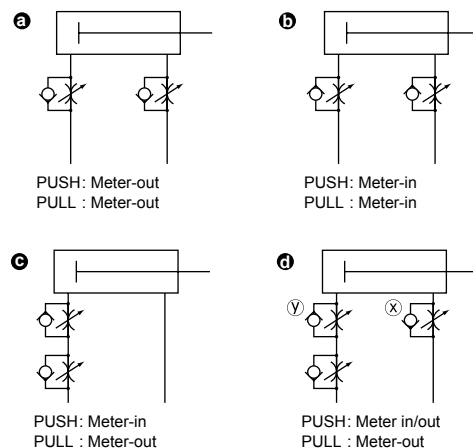 a
b
PUSH: Meter-out
PULL : Meter-out
PUSH: Meter-in
PULL : Meter-in
c
d
y
x
PUSH: Meter-in
PULL : Meter-out
PUSH: Meter in/out
PULL : Meter-out